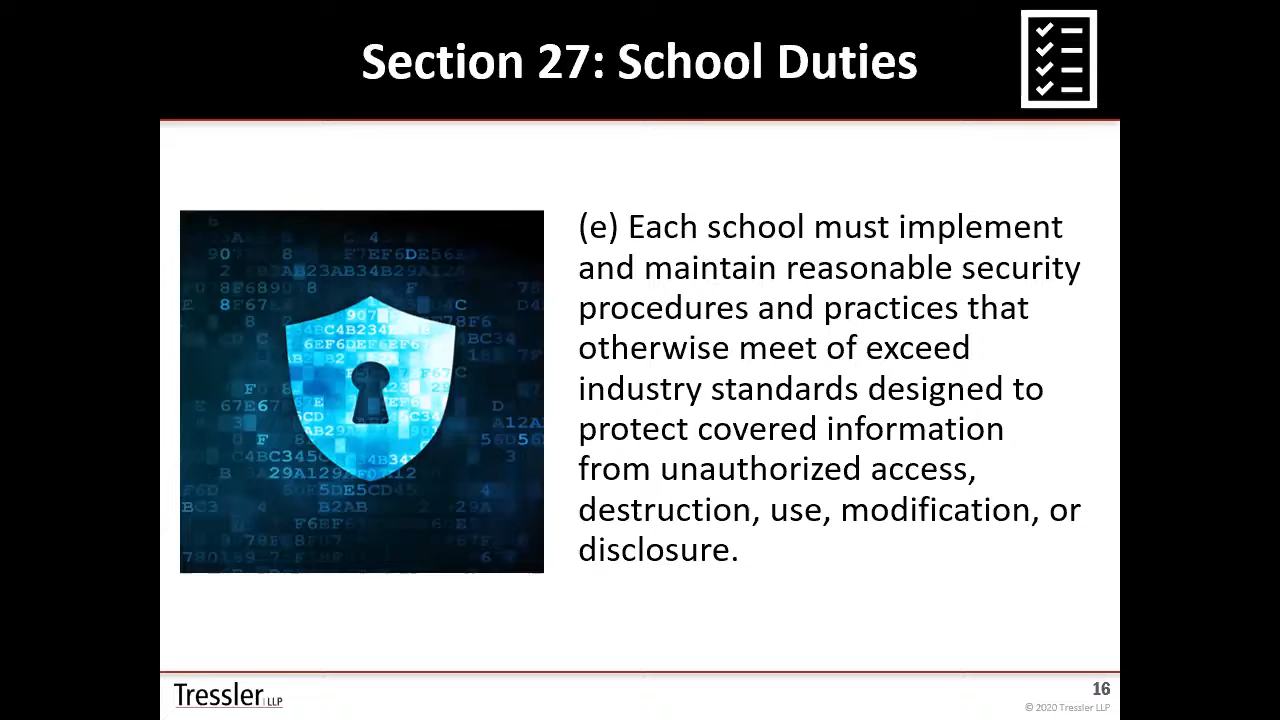 Section 27: School Duties
(e) Each school must implement
and maintain reasonable security
procedures and practices that
otherwise meet of exceed
industry standards designed to
protect covered information
from unauthorized access,
destruction, use, modification, or
disclosure.
Tressler LLP
16
© 2020 Tressler LLP